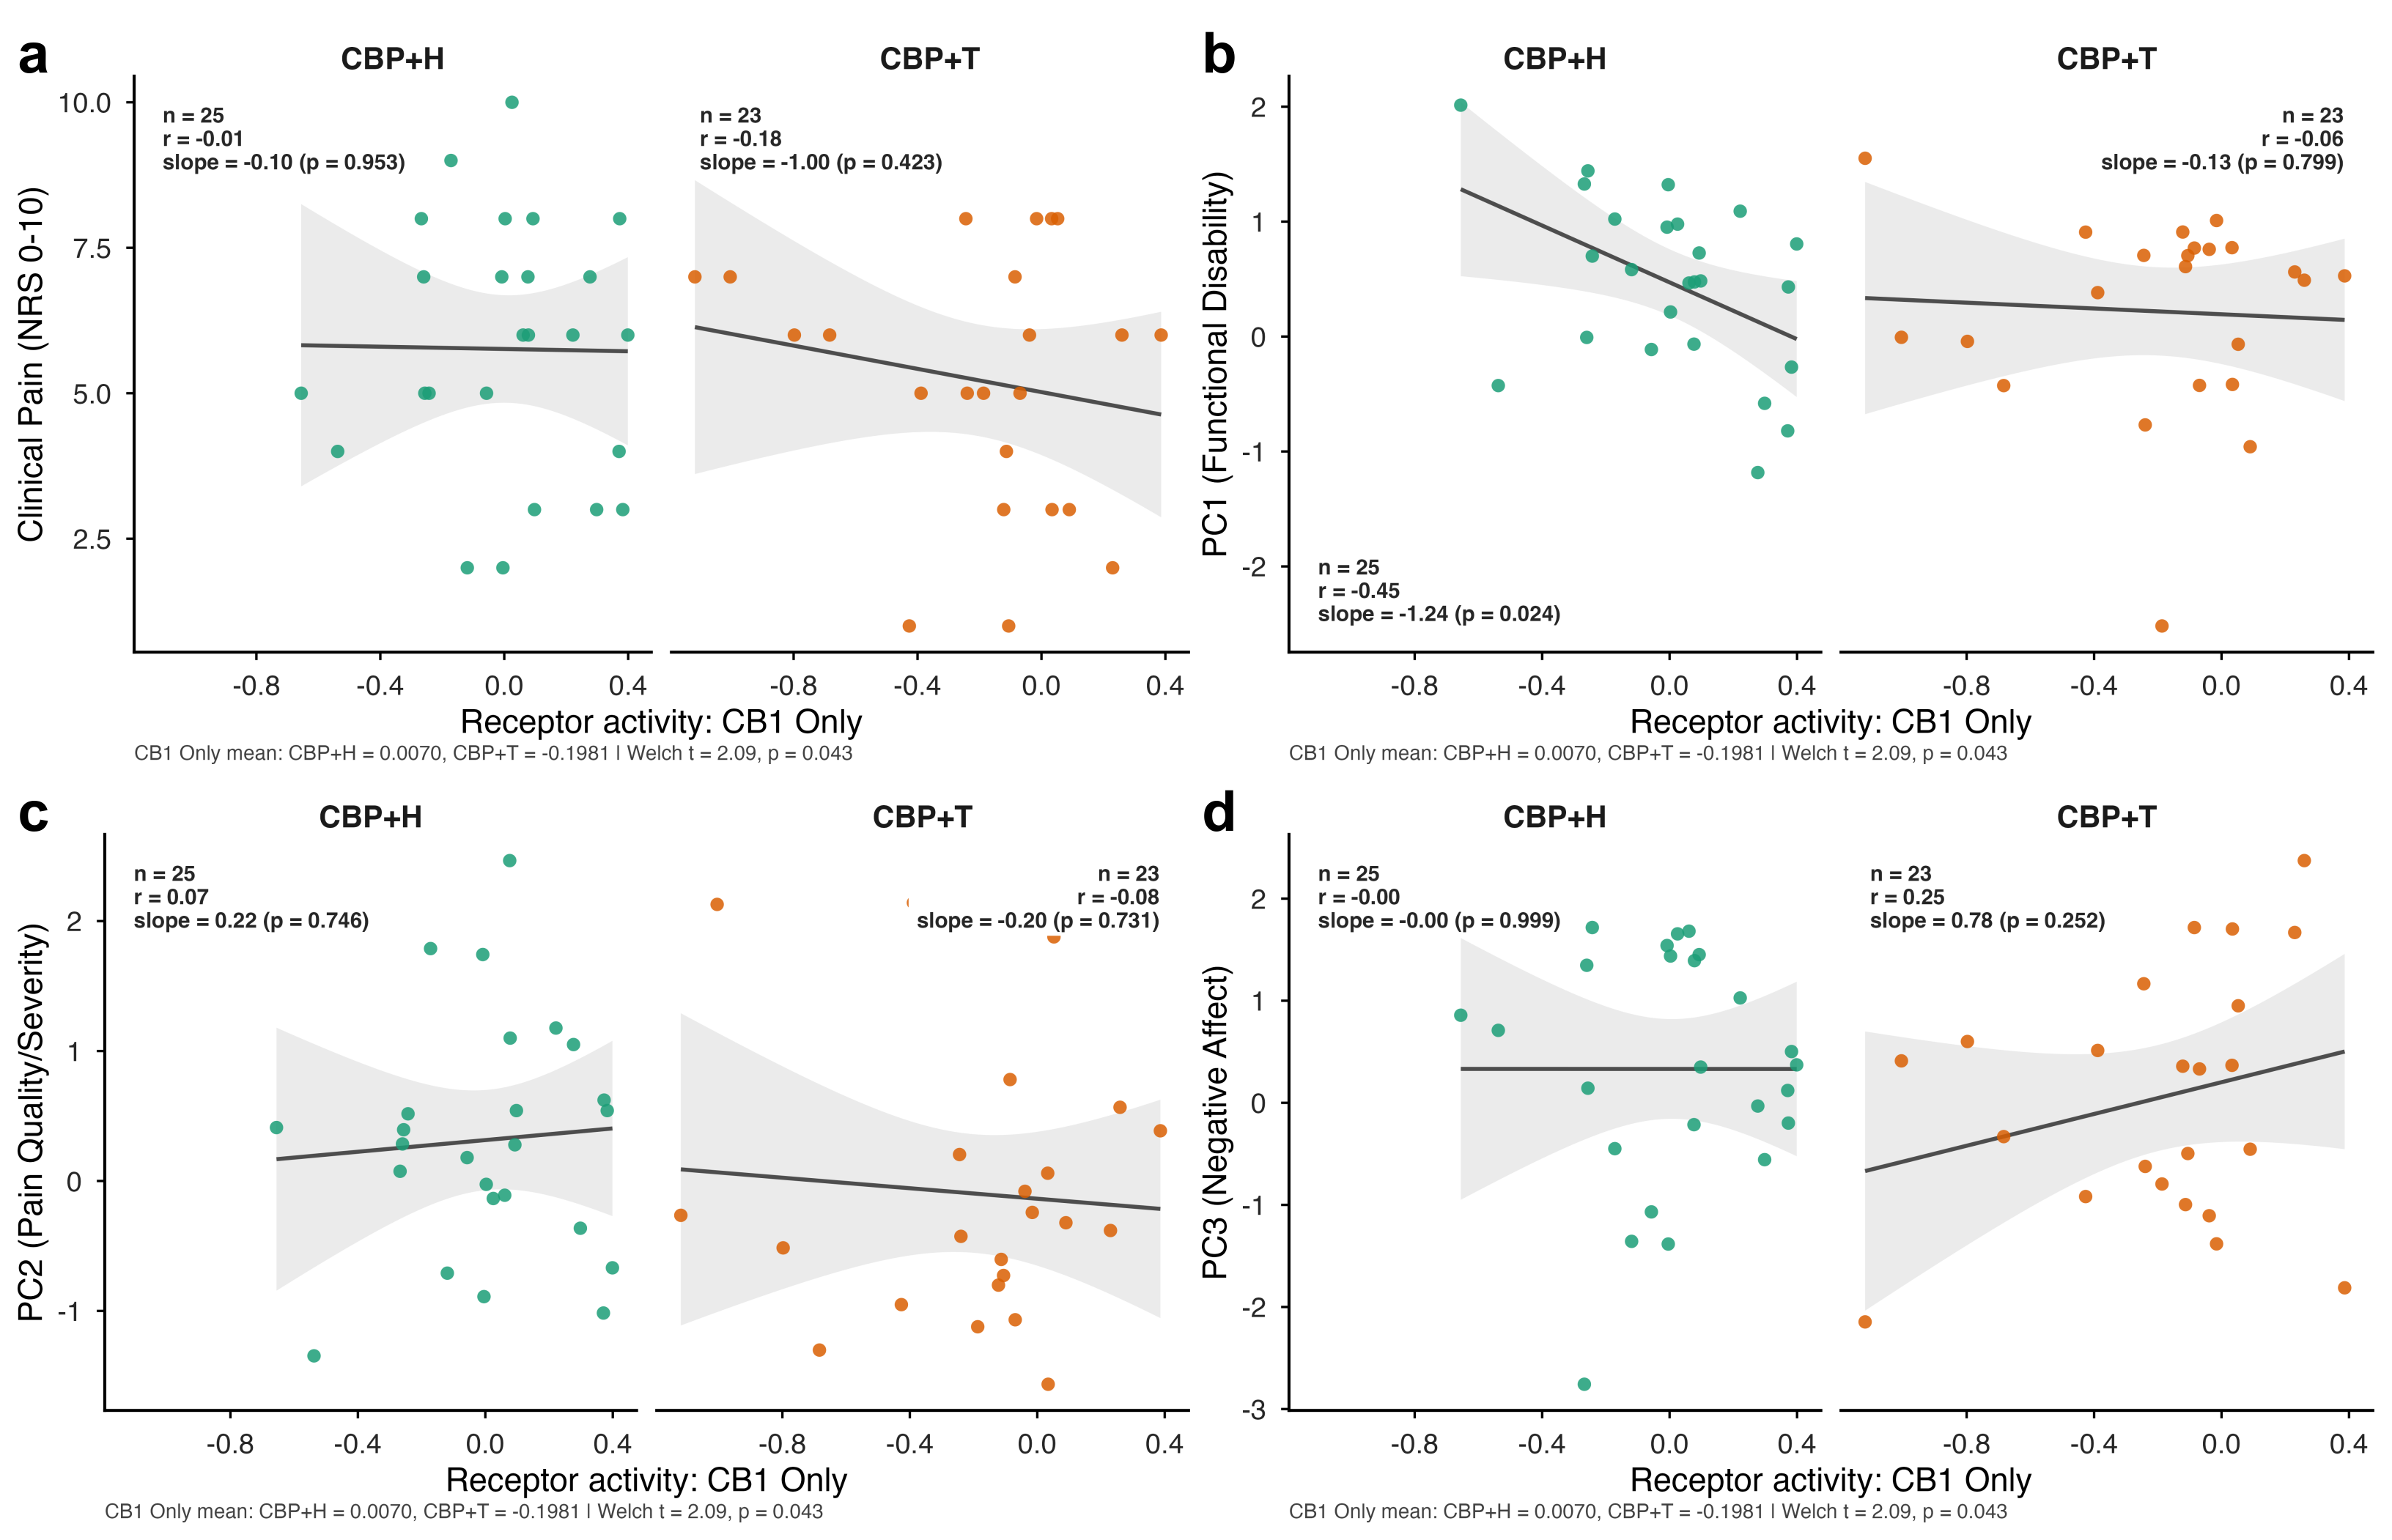 a
CBP+H
CBP+T
n = 25
r = -0.01
slope = -0.10 (p = 0.953)
n = 23
r = -0.18
slope = -1.00 (p = 0.423)
Clinical Pain (NRS 0-10)
10.0
7.5
5.0
2.5
-0.8
-0.4
0.0
0.4
-0.8
-0.4
0.0
0.4
Receptor activity: CB1 Only
CB1 Only mean: CBP+H = 0.0070, CBP+T = -0.1981 | Welch t = 2.09, p = 0.043
b
CBP+H
CBP+T
n = 23
r = -0.06
slope = -0.13 (p = 0.799)
n = 25
r = -0.45
slope = -1.24 (p = 0.024)
PC1 (Functional Disability)
2
1
0
-1
-2
-0.8
-0.4
0.0
0.4
-0.8
-0.4
0.0
0.4
Receptor activity: CB1 Only
CB1 Only mean: CBP+H = 0.0070, CBP+T = -0.1981 | Welch t = 2.09, p = 0.043
c
CBP+H
CBP+T
n = 25
r = 0.07
slope = 0.22 (p = 0.746)
n = 23
r = -0.08
slope = -0.20 (p = 0.731)
PC2 (Pain Quality/Severity)
2
1
0
-1
-0.8
-0.4
0.0
0.4
-0.8
-0.4
0.0
0.4
Receptor activity: CB1 Only
CB1 Only mean: CBP+H = 0.0070, CBP+T = -0.1981 | Welch t = 2.09, p = 0.043
d
CBP+H
CBP+T
n = 25
r = -0.00
slope = -0.00 (p = 0.999)
n = 23
r = 0.25
slope = 0.78 (p = 0.252)
PC3 (Negative Affect)
2
1
0
-1
-2
-3
-0.8
-0.4
0.0
0.4
-0.8
-0.4
0.0
0.4
Receptor activity: CB1 Only
CB1 Only mean: CBP+H = 0.0070, CBP+T = -0.1981 | Welch t = 2.09, p = 0.043